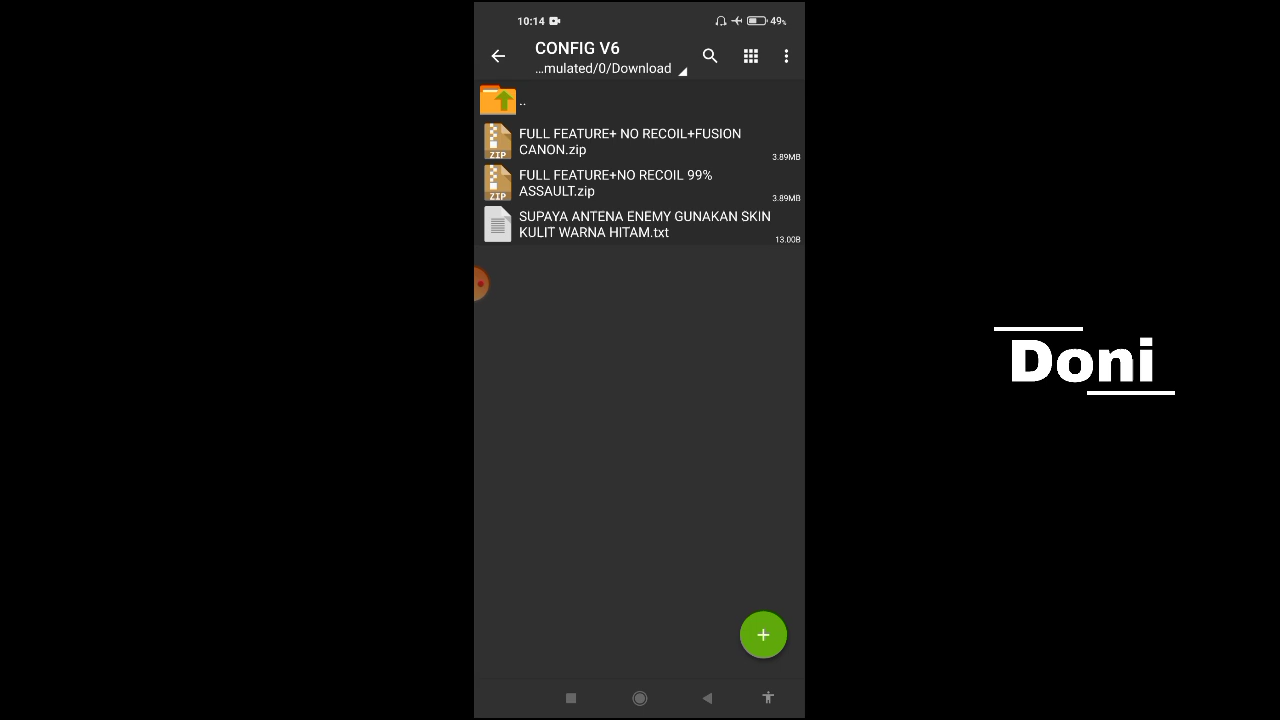 10:14
49%
CONFIG V6
…mulated/0/Download
..
FULL FEATURE+ NO RECOIL+FUSION
CANON.zip
3.89MB
FULL FEATURE+NO RECOIL 99%
ASSAULT.zip
3.89MB
SUPAYA ANTENA ENEMY GUNAKAN SKIN
KULIT WARNA HITAM.txt
13.00B
ZIP
ZIP
Doni